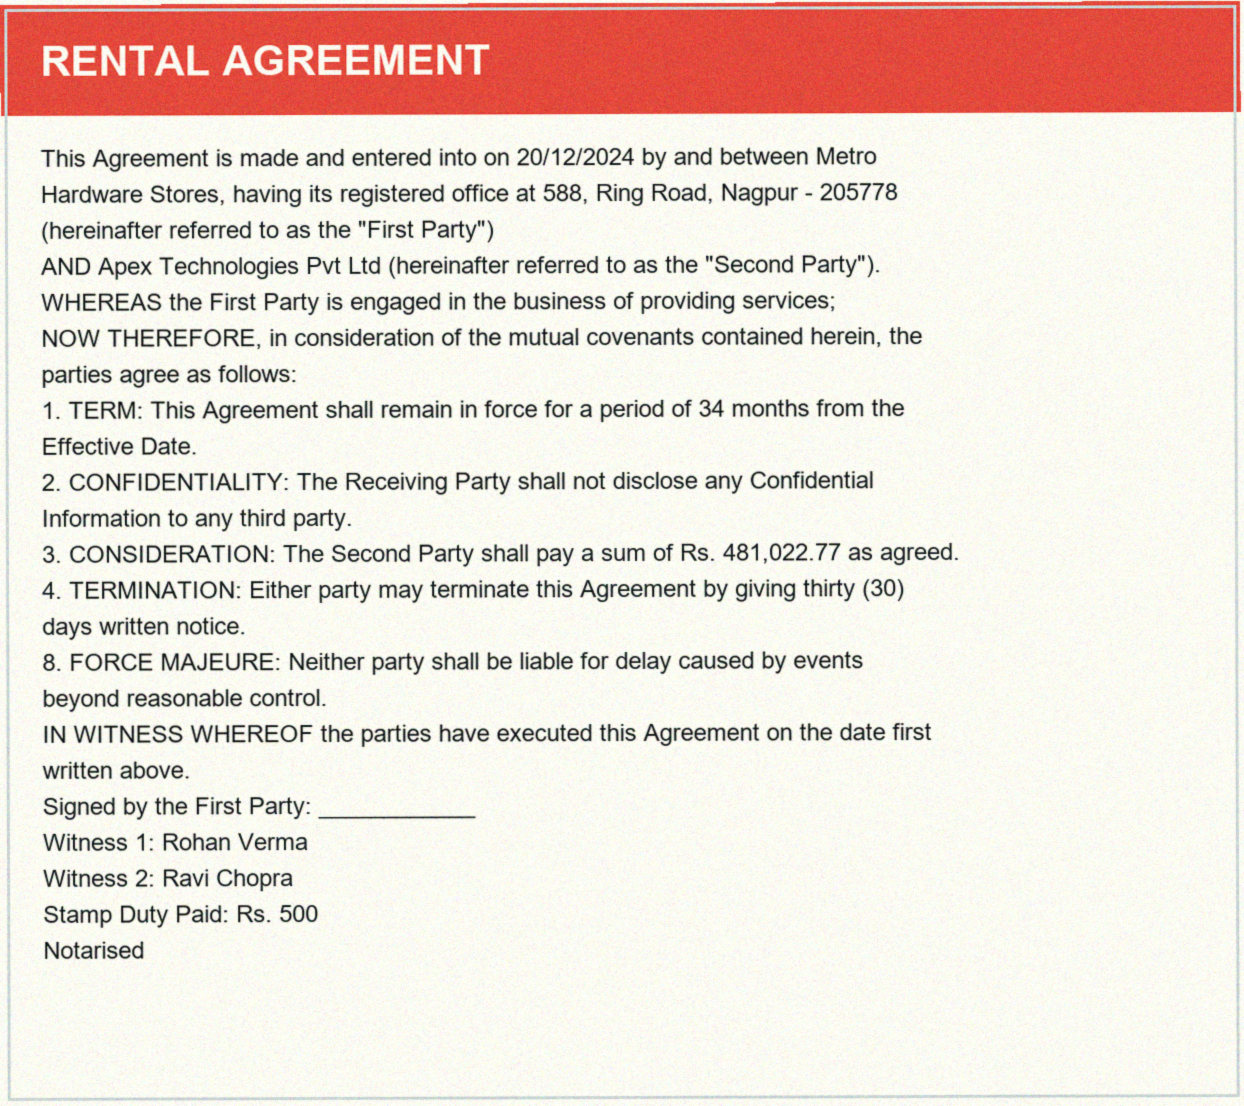 RENTAL AGREEMENT
This Agreement is made and entered into on 20/12/2024 by and between Metro
Hardware Stores, having its registered office at 588, Ring Road, Nagpur - 205778
(hereinafter referred to as the "First Party")
AND Apex Technologies Pvt Ltd (hereinafter referred to as the "Second Party").
WHEREAS the First Party is engaged in the business of providing services;
NOW THEREFORE, in consideration of the mutual covenants contained herein, the
parties agree as follows:
1. TERM: This Agreement shall remain in force for a period of 34 months from the
Effective Date.
2. CONFIDENTIALITY: The Receiving Party shall not disclose any Confidential
Information to any third party.
3. CONSIDERATION: The Second Party shall pay a sum of Rs. 481,022.77 as agreed.
4. TERMINATION: Either party may terminate this Agreement by giving thirty (30)
days written notice.
8. FORCE MAJEURE: Neither party shall be liable for delay caused by events
beyond reasonable control.
IN WITNESS WHEREOF the parties have executed this Agreement on the date first
written above.
Signed by the First Party: ____________
Witness 1: Rohan Verma
Witness 2: Ravi Chopra
Stamp Duty Paid: Rs. 500
Notarised